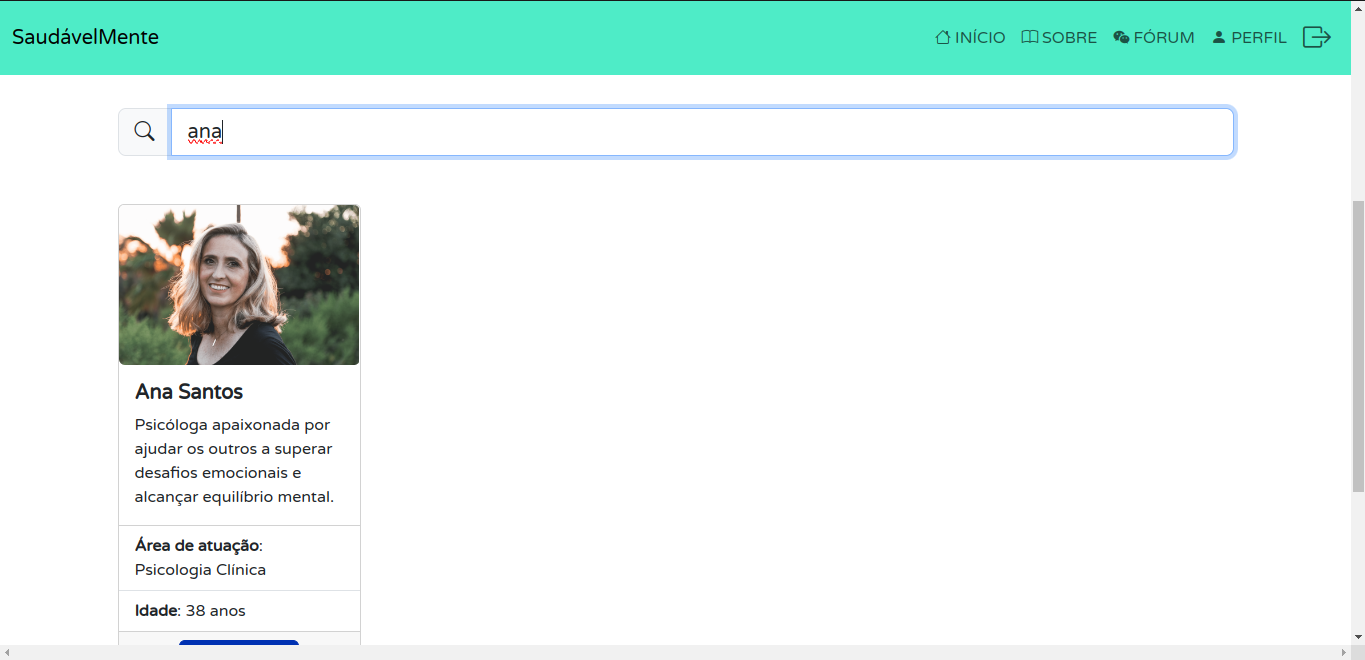 SaudávelMente
INÍCIO SOBRE FÓRUM PERFIL
ana
Ana Santos
Psicóloga apaixonada por
ajudar os outros a superar
desafios emocionais e
alcançar equilíbrio mental.
Área de atuação:
Psicologia Clínica
Idade: 38 anos